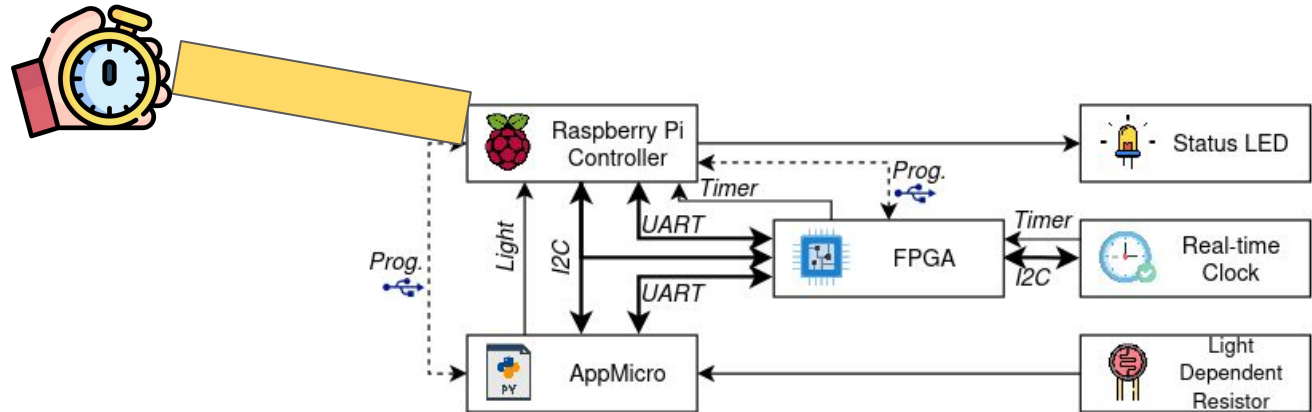 Raspberry Pi
Controller
Status LED
Prog.
Timer
UART
Timer
FPGA
Real-time
Clock
Light
I2C
I2C
Prog.
UART
PY
AppMicro
Light
Dependent
Resistor